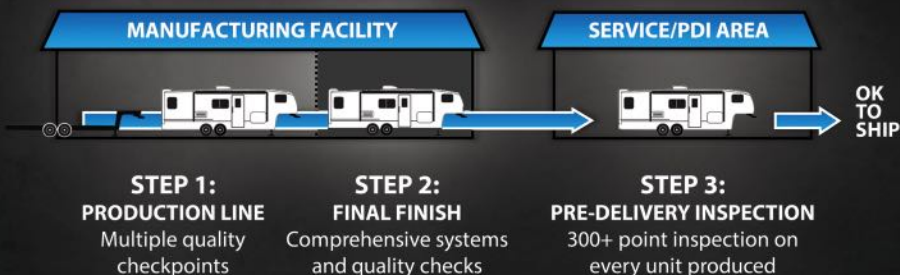 MANUFACTURING FACILITY
SERVICE/PDI AREA
OK
TO
SHIP
STEP 1:
PRODUCTION LINE
Multiple quality
checkpoints
STEP 2:
FINAL FINISH
Comprehensive systems
and quality checks
STEP 3:
PRE-DELIVERY INSPECTION
300+ point inspection on
every unit produced